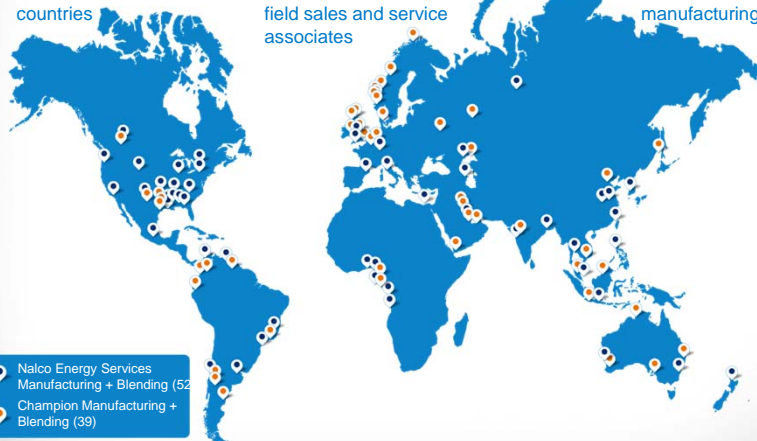 countries
field sales and service
associates
manufacturing
Nalco Energy Services
Manufacturing + Blending (52
Champion Manufacturing +
Blending (39)